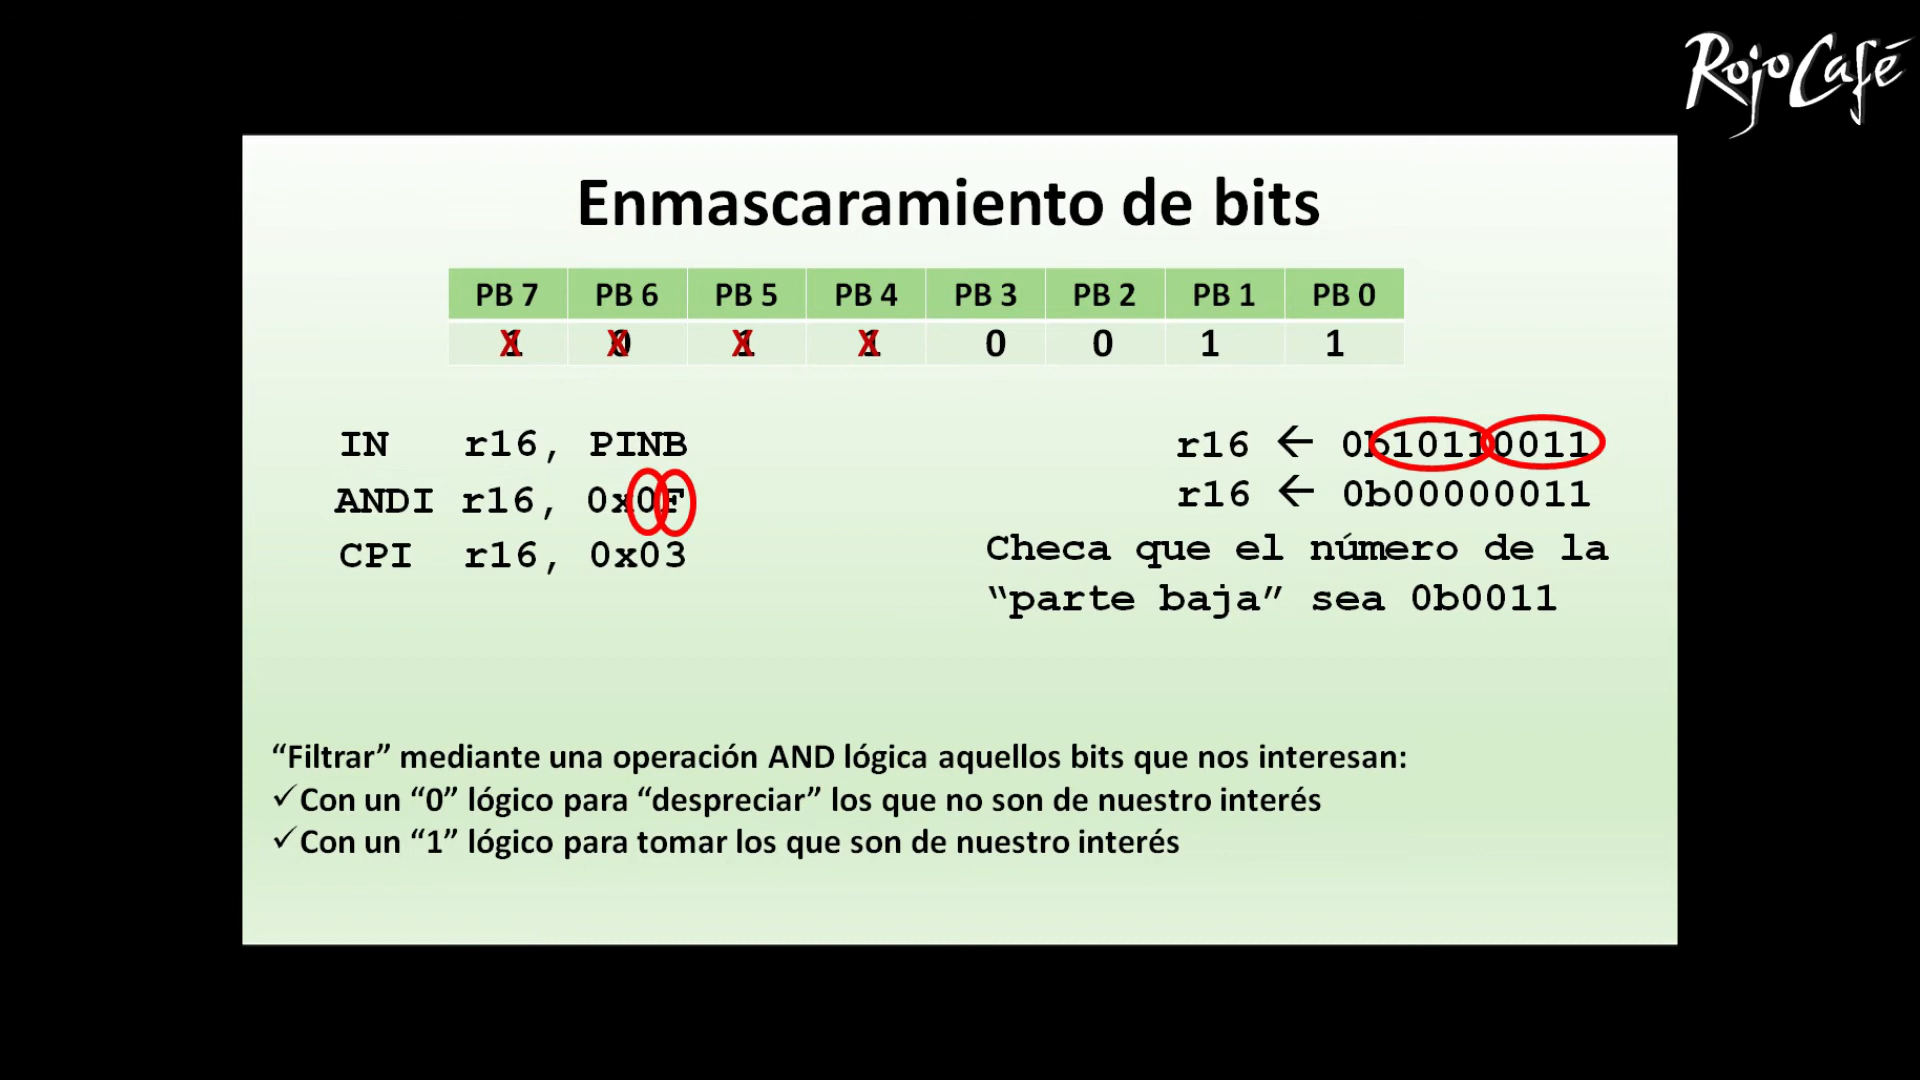 RojoCafé
Enmascaramiento de bits
PB 7 PB 6 PB 5 PB 4 PB 3 PB 2 PB 1 PB 0
1 0 1 1 0 0 1 1
X X X X
IN r16, PINB
r16 ← 0b10110011
ANDI r16, 0x0F
r16 ← 0b00000011
CPI r16, 0x03
Checa que el número de la
“parte baja” sea 0b0011
“Filtrar” mediante una operación AND lógica aquellos bits que nos interesan:
✓Con un “0” lógico para “despreciar” los que no son de nuestro interés
✓Con un “1” lógico para tomar los que son de nuestro interés